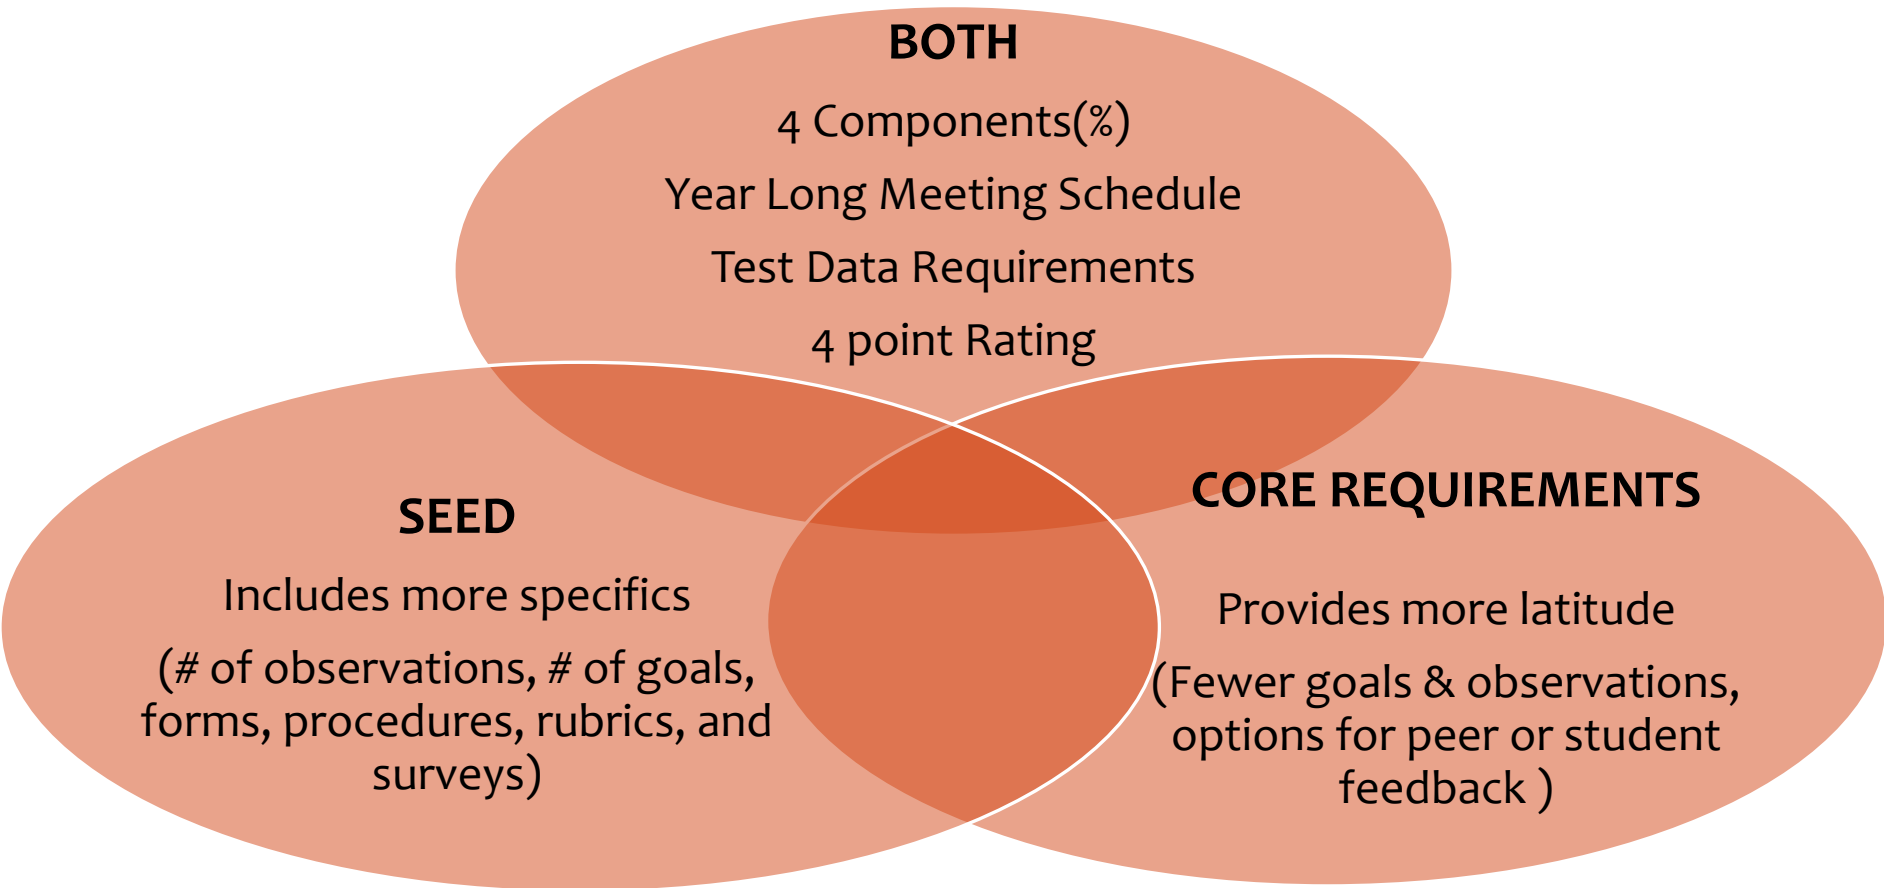 BOTH
4 Components(%)
Year Long Meeting Schedule
Test Data Requirements
4 point Rating
SEED
Includes more specifics
(# of observations, # of goals,
forms, procedures, rubrics, and
surveys)
CORE REQUIREMENTS
Provides more latitude
(Fewer goals & observations,
options for peer or student
feedback )